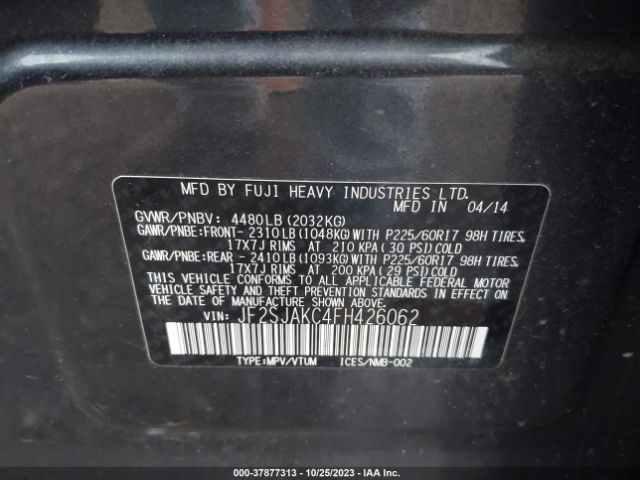 MFD BY FUJI HEAVY INDUSTRIES LTD.
MFD IN 04/14
GVWR/PNBV: 4480LB(2032KG)
GAWR/PNBE:FRONT- 2310LB(1048KG)WITH P225/60R17 98H TIRES,
17X7J RIMS AT 210 KPA(30 PSI)COLD
GAWR/PNBE:REAR - 2410LB(1093KG)WITH P225/60R17 98H TIRES,
17X7J RIMS AT 200 KPA(29 PSI)COLD
THIS VEHICLE CONFORMS TO ALL APPLICABLE FEDERAL MOTOR
VEHICLE SAFETY STANDARDS IN EFFECT ON THE DATE OF
MANUFACTURE SHOWN ABOVE.
VIN: JF2SJAKC4FH426062
TYPE:MPV/VTUM ICES/NMB-002
© - 37877313 - 10/25/2023 - IAA Inc.